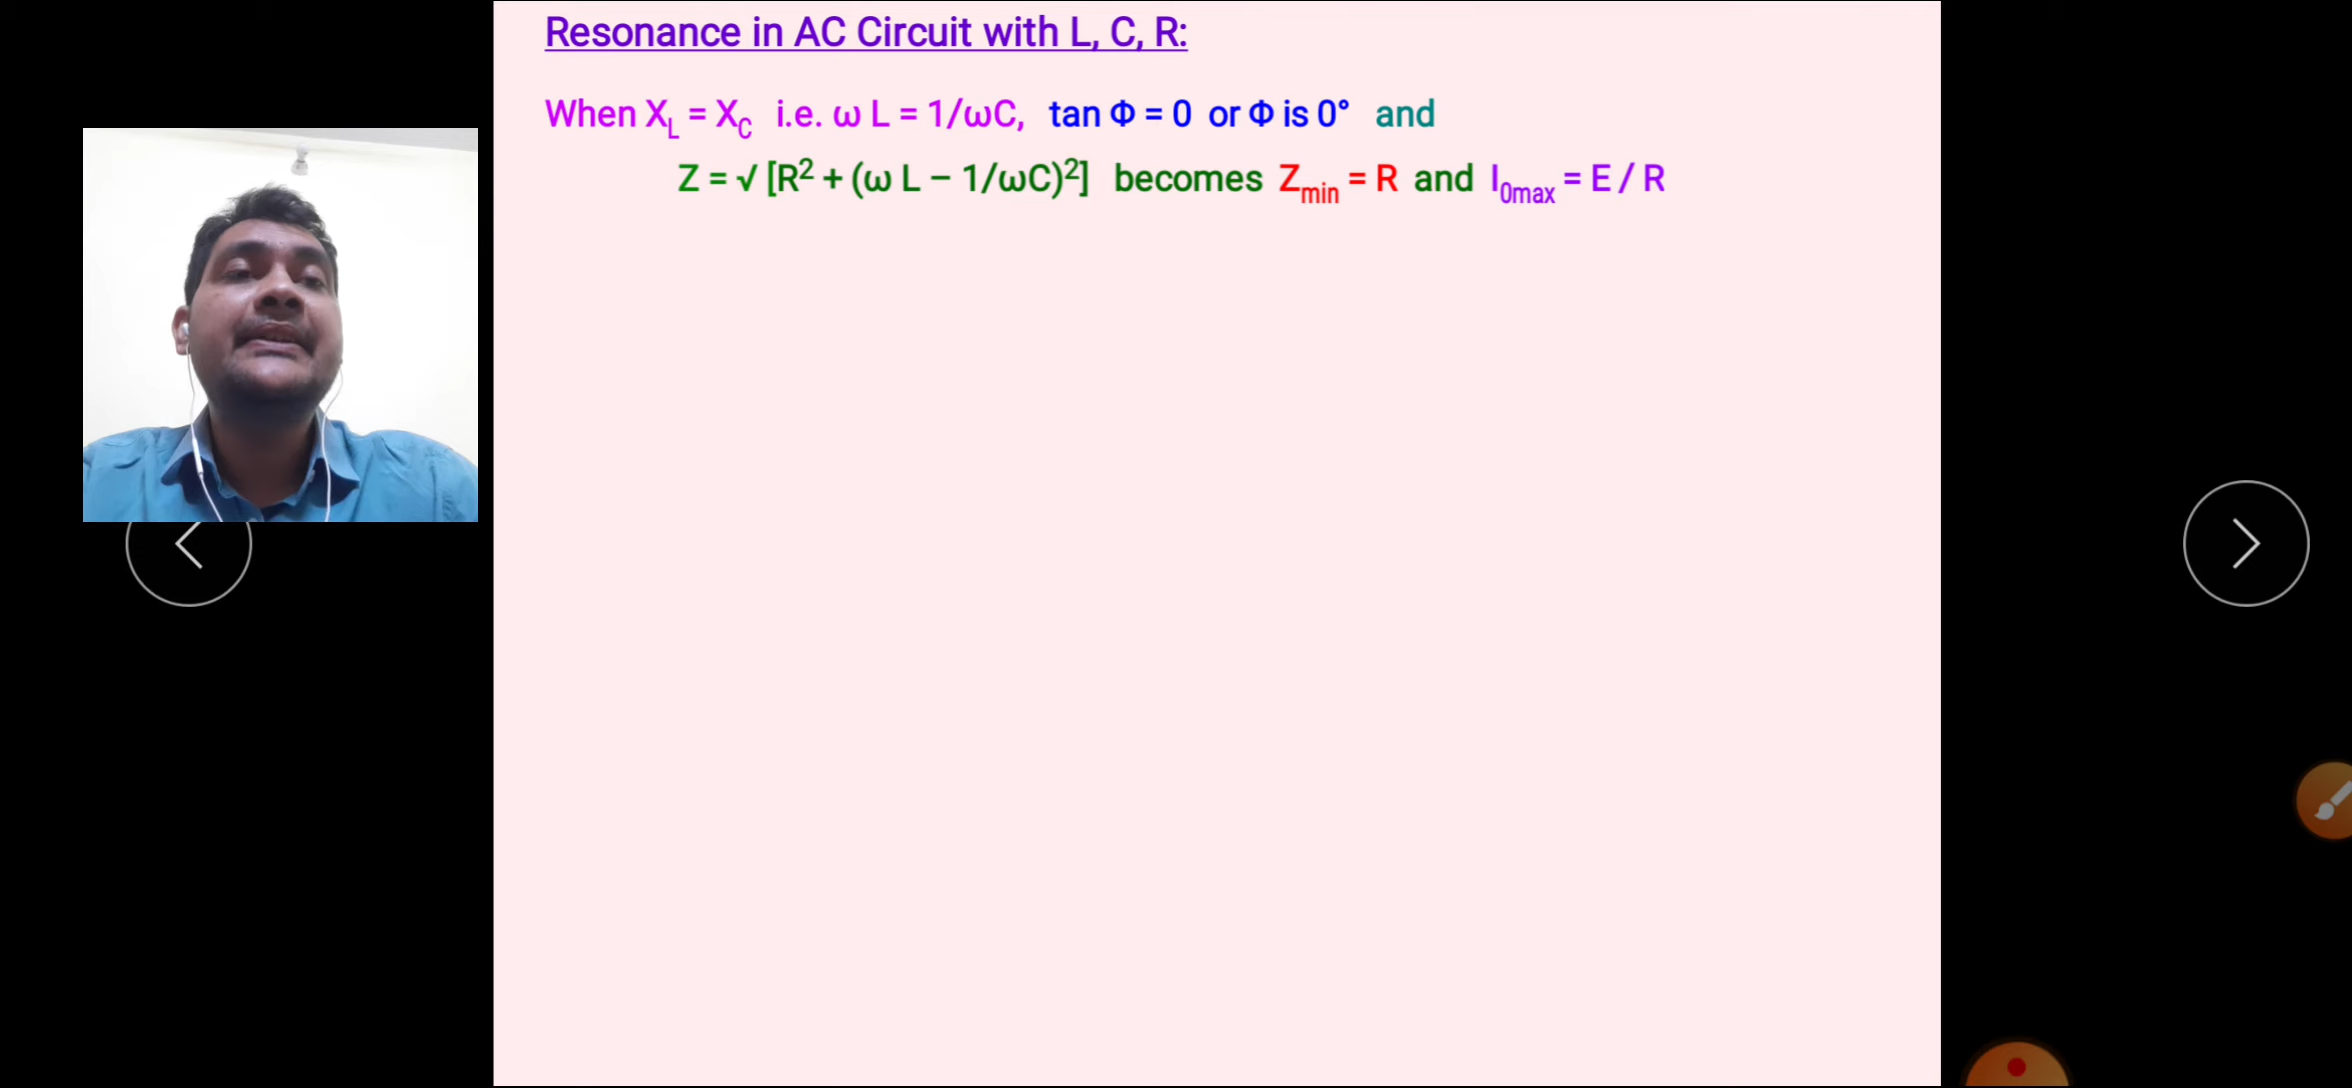 Resonance in AC Circuit with L, C, R:
When X_L = X_C i.e. ω L = 1/ωC, tan Φ = 0 or Φ is 0° and
Z = √ [R² + (ω L – 1/ωC)²] becomes Z_min = R and I_0max = E / R